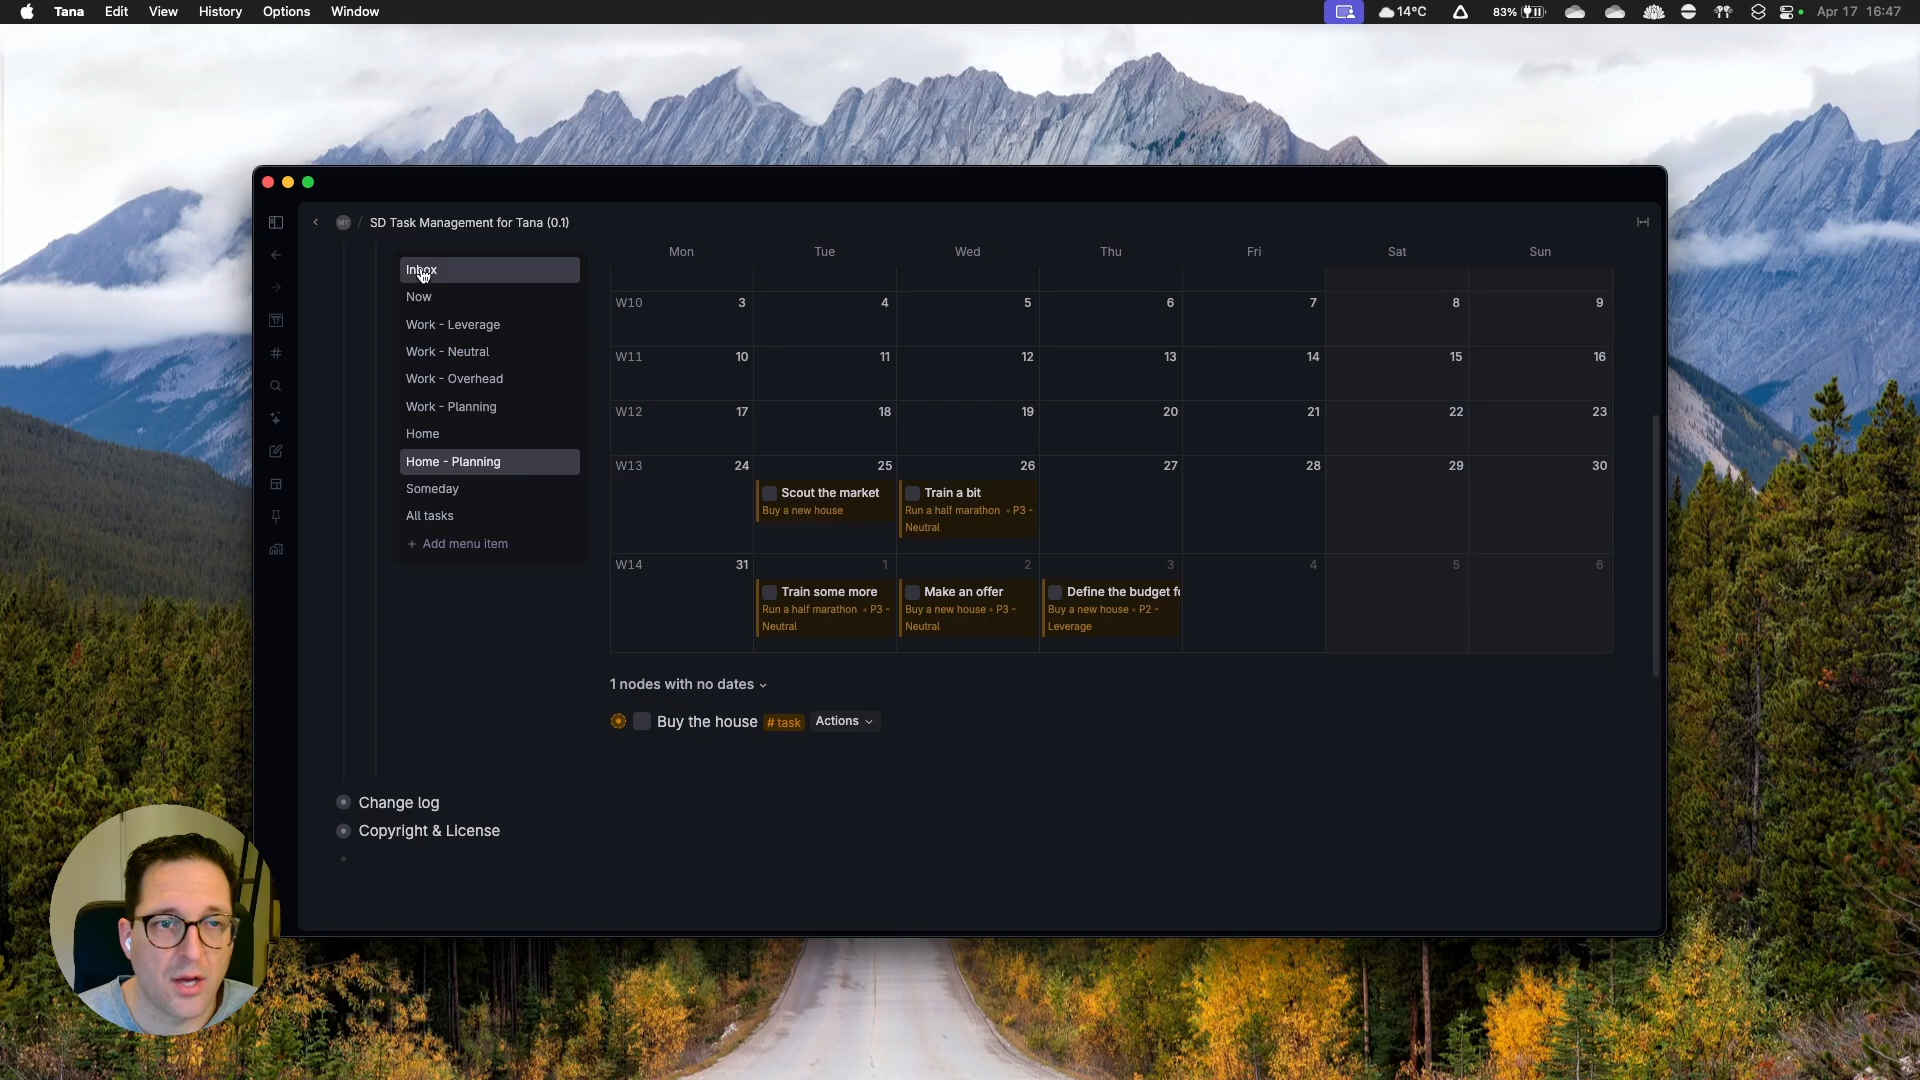 Tana Edit View History Options Window
14°C 83% Apr 17 16:47
SD Task Management for Tana (0.1)
Inbox
Now
Work - Leverage
Work - Neutral
Work - Overhead
Work - Planning
Home
Home - Planning
Someday
All tasks
+ Add menu item
Mon Tue Wed Thu Fri Sat Sun
W10 3 4 5 6 7 8 9
W11 10 11 12 13 14 15 16
W12 17 18 19 20 21 22 23
W13 24 25 26 27 28 29 30
Scout the market
Buy a new house
Train a bit
Run a half marathon • P3 -
Neutral
W14 31 1 2 3 4 5 6
Train some more
Run a half marathon • P3 -
Neutral
Make an offer
Buy a new house • P3 -
Neutral
Define the budget fo
Buy a new house • P2 -
Leverage
1 nodes with no dates
Buy the house # task Actions
Change log
Copyright & License